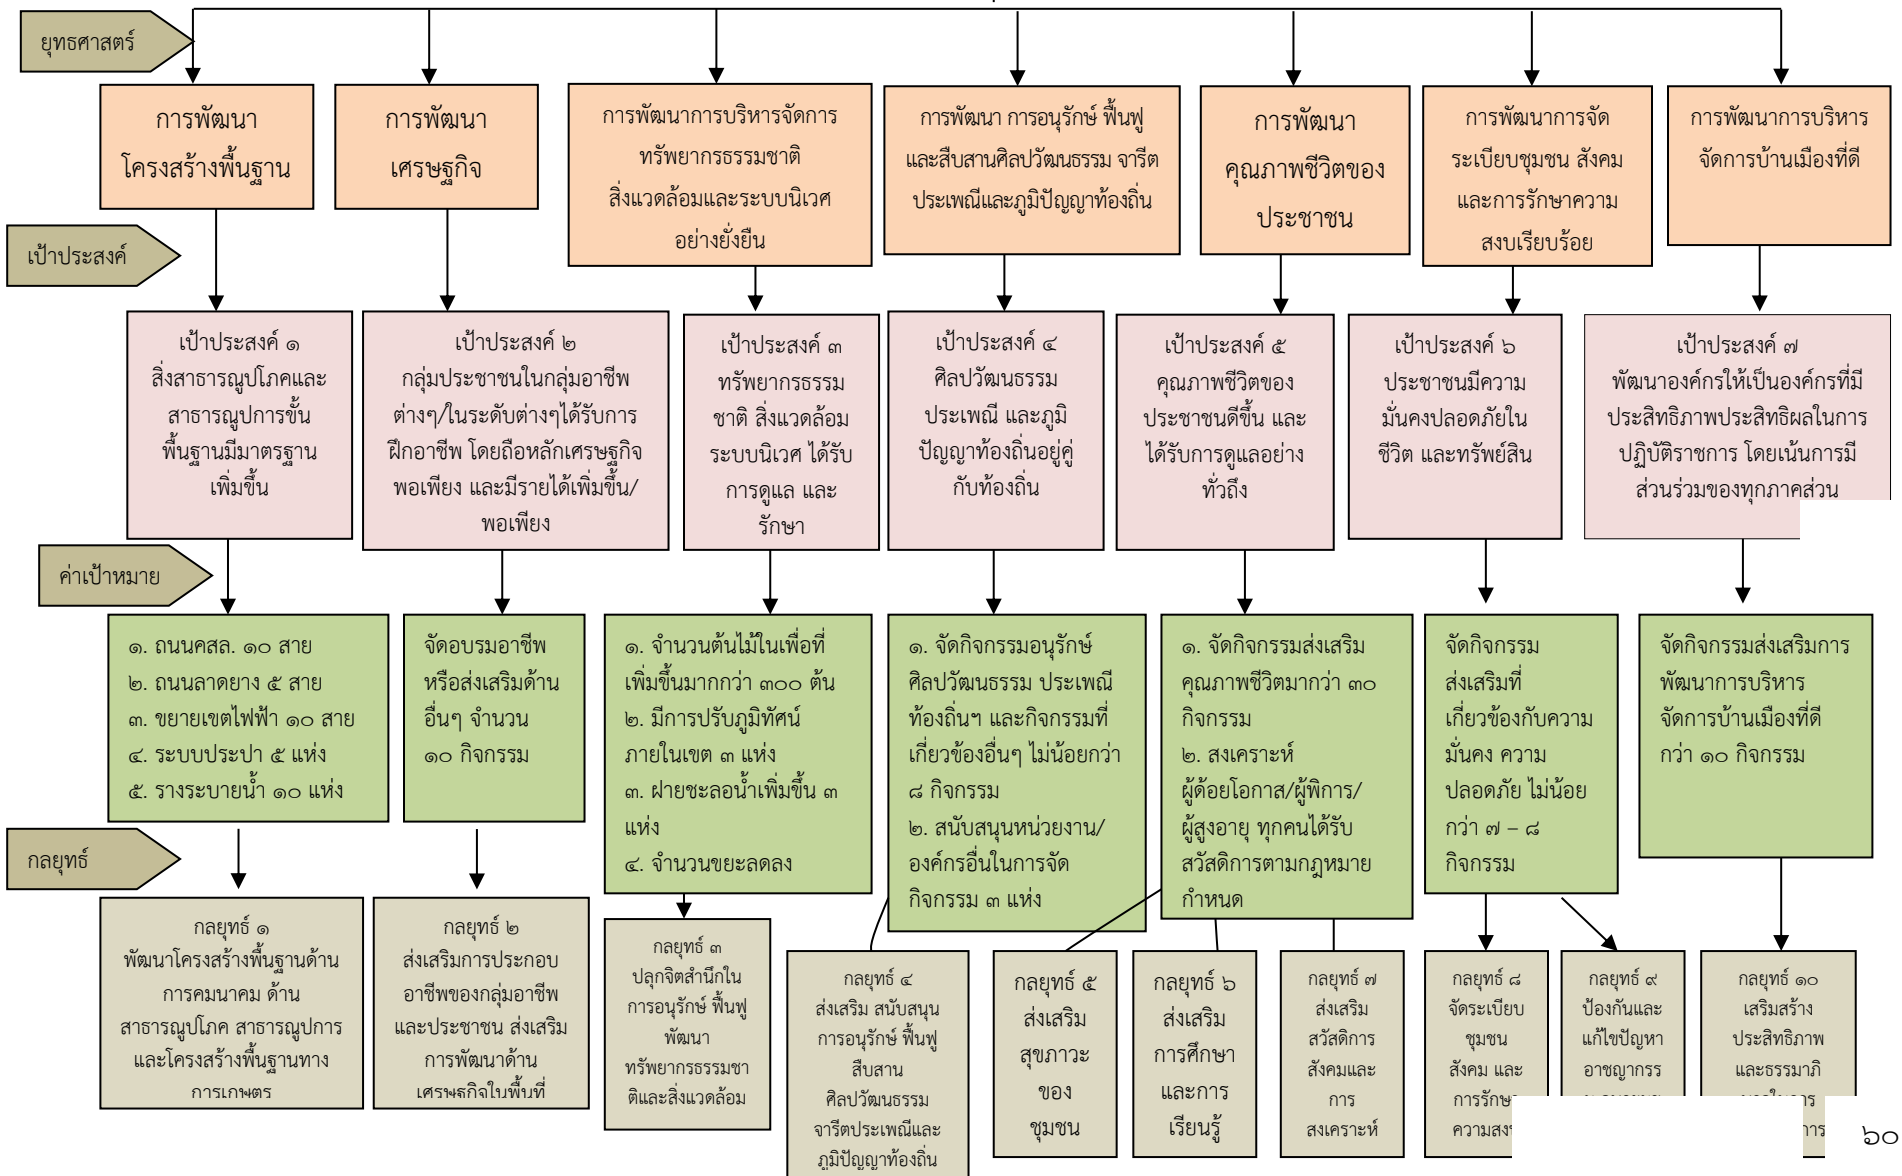 ยุทธศาสตร์
การพัฒนา
โครงสร้างพื้นฐาน
การพัฒนา
เศรษฐกิจ
การพัฒนาการบริหารจัดการ
ทรัพยากรธรรมชาติ
สิ่งแวดล้อมและระบบนิเวศ
อย่างยั่งยืน
การพัฒนา การอนุรักษ์ ฟื้นฟู
และสืบสานศิลปวัฒนธรรม จารีต
ประเพณีและภูมิปัญญาท้องถิ่น
การพัฒนา
คุณภาพชีวิตของ
ประชาชน
การพัฒนาการจัด
ระเบียบชุมชน สังคม
และการรักษาความ
สงบเรียบร้อย
การพัฒนาการบริหาร
จัดการบ้านเมืองที่ดี
เป้าประสงค์
เป้าประสงค์ ๑
สิ่งสาธารณูปโภคและ
สาธารณูปการขั้น
พื้นฐานมีมาตรฐาน
เพิ่มขึ้น
เป้าประสงค์ ๒
กลุ่มประชาชนในกลุ่มอาชีพ
ต่างๆ/ในระดับต่างๆได้รับการ
ฝึกอาชีพ โดยถือหลักเศรษฐกิจ
พอเพียง และมีรายได้เพิ่มขึ้น/
พอเพียง
เป้าประสงค์ ๓
ทรัพยากรธรรม
ชาติ สิ่งแวดล้อม
ระบบนิเวศ ได้รับ
การดูแล และ
รักษา
เป้าประสงค์ ๔
ศิลปวัฒนธรรม
ประเพณี และภูมิ
ปัญญาท้องถิ่นอยู่คู่
กับท้องถิ่น
เป้าประสงค์ ๕
คุณภาพชีวิตของ
ประชาชนดีขึ้น และ
ได้รับการดูแลอย่าง
ทั่วถึง
เป้าประสงค์ ๖
ประชาชนมีความ
มั่นคงปลอดภัยใน
ชีวิต และทรัพย์สิน
เป้าประสงค์ ๗
พัฒนาองค์กรให้เป็นองค์กรที่มี
ประสิทธิภาพประสิทธิผลในการ
ปฏิบัติราชการ โดยเน้นการมี
ส่วนร่วมของทุกภาคส่วน
ค่าเป้าหมาย
๑. ถนนคสล. ๑๐ สาย
๒. ถนนลาดยาง ๕ สาย
๓. ขยายเขตไฟฟ้า ๑๐ สาย
๔. ระบบประปา ๕ แห่ง
๕. รางระบายน้ำ ๑๐ แห่ง
จัดอบรมอาชีพ
หรือส่งเสริมด้าน
อื่นๆ จำนวน
๑๐ กิจกรรม
๑. จำนวนต้นไม้ในเพื่อที่
เพิ่มขึ้นมากกว่า ๓๐๐ ต้น
๒. มีการปรับภูมิทัศน์
ภายในเขต ๓ แห่ง
๓. ฝายชะลอน้ำเพิ่มขึ้น ๓
แห่ง
๔. จำนวนขยะลดลง
๑. จัดกิจกรรมอนุรักษ์
ศิลปวัฒนธรรม ประเพณี
ท้องถิ่นฯ และกิจกรรมที่
เกี่ยวข้องอื่นๆ ไม่น้อยกว่า
๘ กิจกรรม
๒. สนับสนุนหน่วยงาน/
องค์กรอื่นในการจัด
กิจกรรม ๓ แห่ง
๑. จัดกิจกรรมส่งเสริม
คุณภาพชีวิตมากว่า ๓๐
กิจกรรม
๒. สงเคราะห์
ผู้ด้อยโอกาส/ผู้พิการ/
ผู้สูงอายุ ทุกคนได้รับ
สวัสดิการตามกฎหมาย
กำหนด
จัดกิจกรรม
ส่งเสริมที่
เกี่ยวข้องกับความ
มั่นคง ความ
ปลอดภัย ไม่น้อย
กว่า ๗ – ๘
กิจกรรม
จัดกิจกรรมส่งเสริมการ
พัฒนาการบริหาร
จัดการบ้านเมืองที่ดี
กว่า ๑๐ กิจกรรม
กลยุทธ์
กลยุทธ์ ๑
พัฒนาโครงสร้างพื้นฐานด้าน
การคมนาคม ด้าน
สาธารณูปโภค สาธารณูปการ
และโครงสร้างพื้นฐานทาง
การเกษตร
กลยุทธ์ ๒
ส่งเสริมการประกอบ
อาชีพของกลุ่มอาชีพ
และประชาชน ส่งเสริม
การพัฒนาด้าน
เศรษฐกิจในพื้นที่
กลยุทธ์ ๓
ปลุกจิตสำนึกใน
การอนุรักษ์ ฟื้นฟู
พัฒนา
ทรัพยากรธรรมชา
ติและสิ่งแวดล้อม
กลยุทธ์ ๔
ส่งเสริม สนับสนุน
การอนุรักษ์ ฟื้นฟู
สืบสาน
ศิลปวัฒนธรรม
จารีตประเพณีและ
ภูมิปัญญาท้องถิ่น
กลยุทธ์ ๕
ส่งเสริม
สุขภาวะ
ของ
ชุมชน
กลยุทธ์ ๖
ส่งเสริม
การศึกษา
และการ
เรียนรู้
กลยุทธ์ ๗
ส่งเสริม
สวัสดิการ
สังคมและ
การ
สงเคราะห์
กลยุทธ์ ๘
จัดระเบียบ
ชุมชน
สังคม และ
การรักษา
กลยุทธ์ ๙
ป้องกันและ
แก้ไขปัญหา
อาชญากรร
กลยุทธ์ ๑๐
เสริมสร้าง
ประสิทธิภาพ
และธรรมาภิ
๖๐